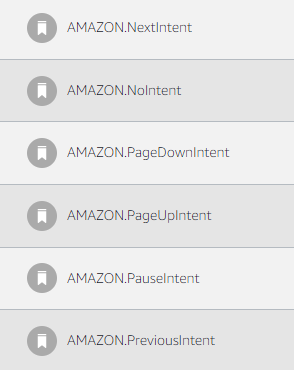 AMAZON.NextIntent
AMAZON.NoIntent
AMAZON.PageDownIntent
AMAZON.PageUpIntent
AMAZON.PauseIntent
AMAZON.PreviousIntent